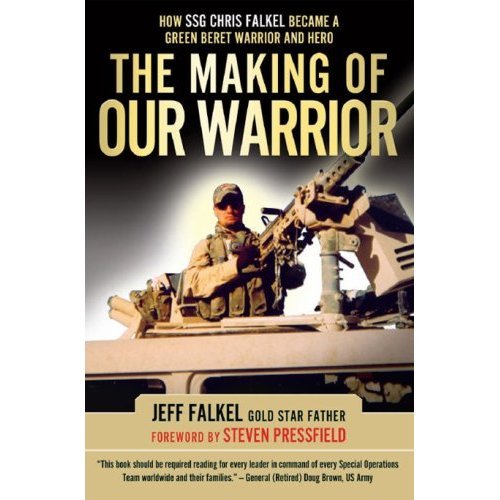 HOW SSG CHRIS FALKEL BECAME A
GREEN BERET WARRIOR AND HERO
THE MAKING OF
OUR WARRIOR
JEFF FALKEL GOLD STAR FATHER
FOREWORD BY STEVEN PRESSFIELD
"This book should be required reading for every leader in command of every Special Operations
Team worldwide and their families." – General (Retired) Doug Brown, US Army